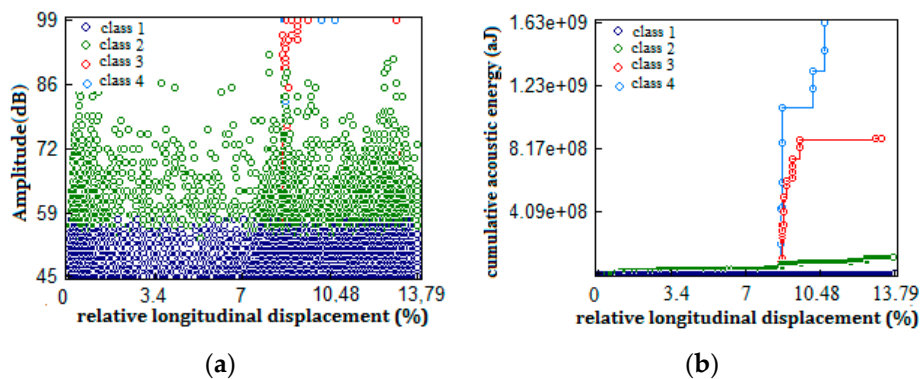 99
86
72
59
45
Amplitude(dB)
class 1
class 2
class 3
class 4
0 3.4 7 10.48 13,79
relative longitudinal displacement (%)
(a)
1.63e+09
1.23e+09
8.17e+08
4.09e+08
cumulative acoustic energy (aJ)
class 1
class 2
class 3
class 4
0 3.4 7 10.48 13.79
relative longitudinal displacement (%)
(b)